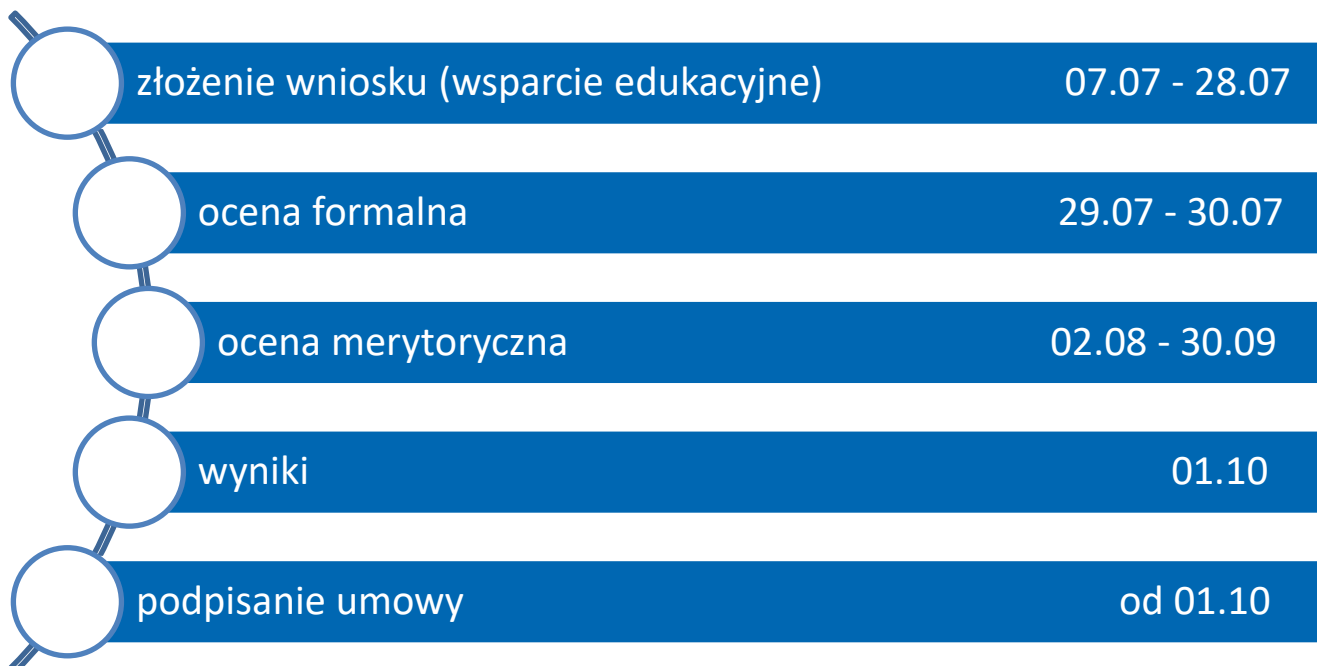 złożenie wniosku (wsparcie edukacyjne) 07.07 - 28.07
ocena formalna 29.07 - 30.07
ocena merytoryczna 02.08 - 30.09
wyniki 01.10
podpisanie umowy od 01.10